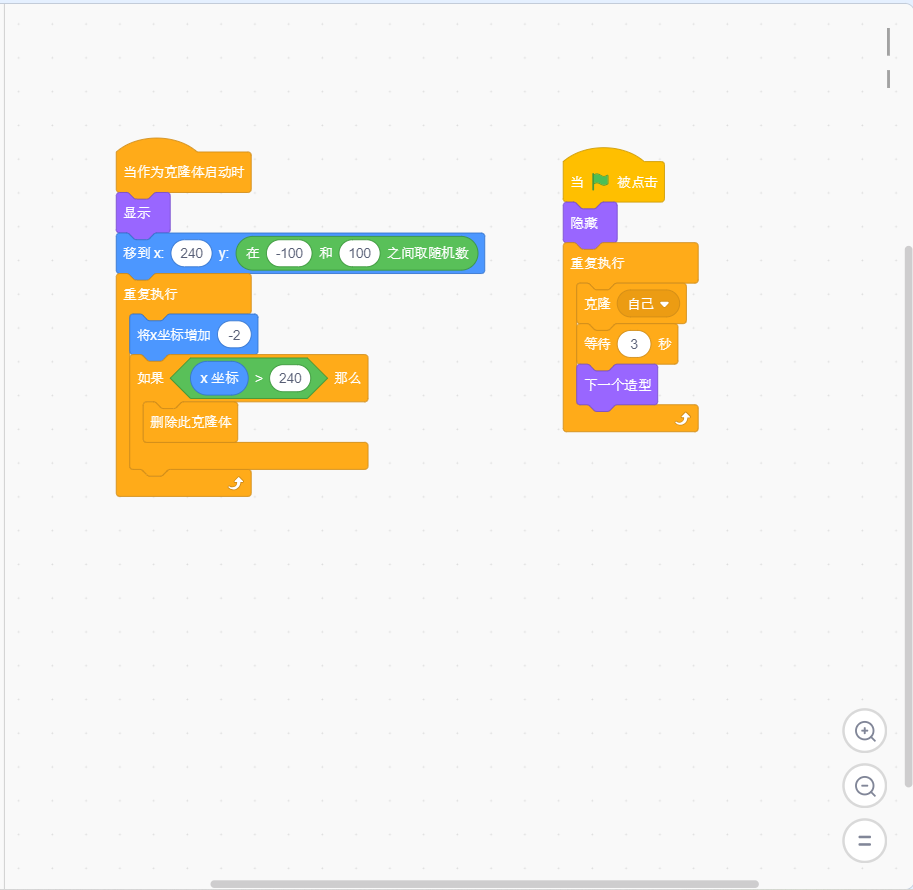 当作为克隆体启动时
显示
移到 x: 240 y: 在 -100 和 100 之间取随机数
重复执行
将x坐标增加 -2
如果 x 坐标 > 240 那么
删除此克隆体
当 被点击
隐藏
重复执行
克隆 自己
等待 3 秒
下一个造型